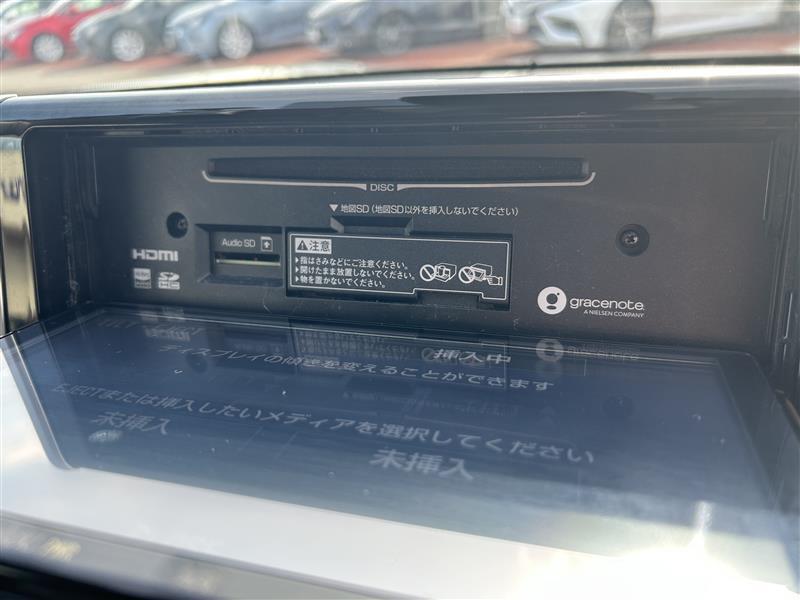 DISC
▼地図SD(地図SD以外を挿入しないでください)
Audio SD
⚠注意
▶指はさみなどにご注意ください。
▶開けたまま放置しないでください。
▶物を置かないでください。
HDMI
SD
HC
gracenote.
A NIELSEN COMPANY
挿入中
ディスプレイの傾きを変えることができます
EJECTまたは挿入したいメディアを選択してください
未挿入
未挿入